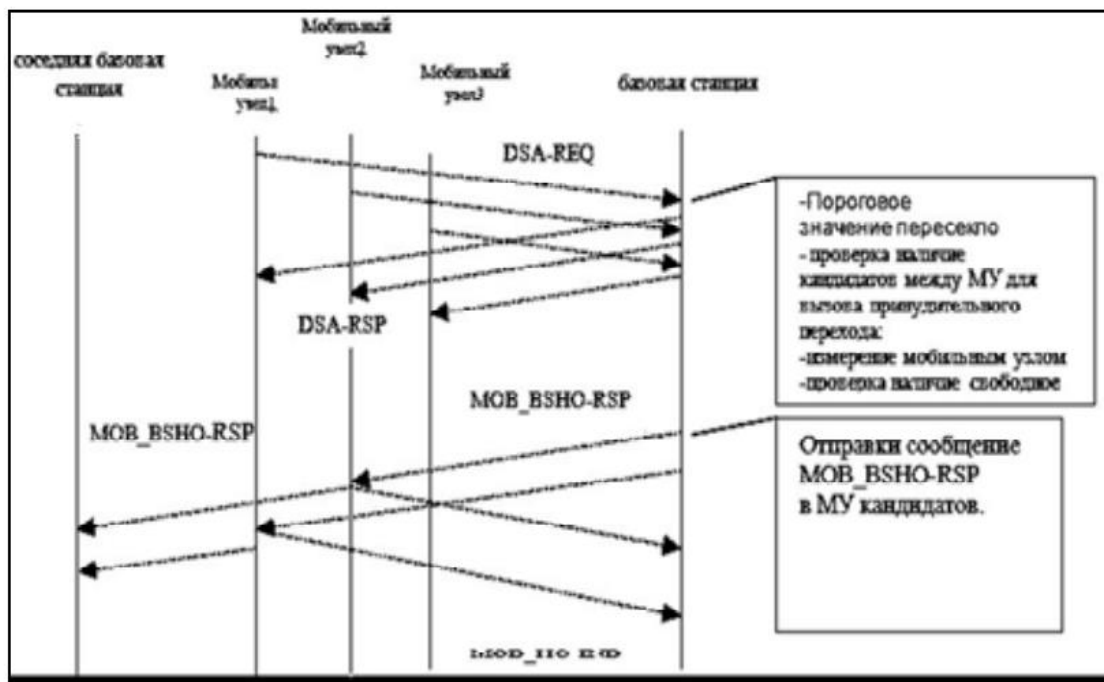 соседняя базовая
станция
Мобильный
узел2
Мобильный
узел3
базовая станция
DSA-REQ
DSA-RSP
-Пороговое
значение пересекло
-проверка наличие
кандидатов между МУ для
вызова принудительного
перехода:
-измерение мобильным узлом
-проверка наличие свободное
MOB_BSHO-RSP
MOB_BSHO-RSP
Отправки сообщение
MOB_BSHO-RSP
в МУ кандидатов.